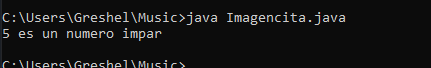 C:\Users\Greshel\Music>java Imagencita.java
5 es un numero impar
C:\Users\Greshel\Music>